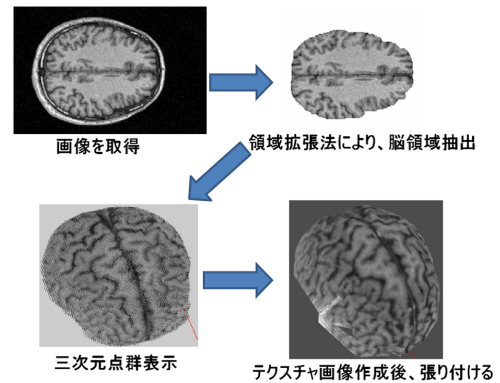 画像を取得
領域拡張法により、脳領域抽出
三次元点群表示
テクスチャ画像作成後、張り付ける